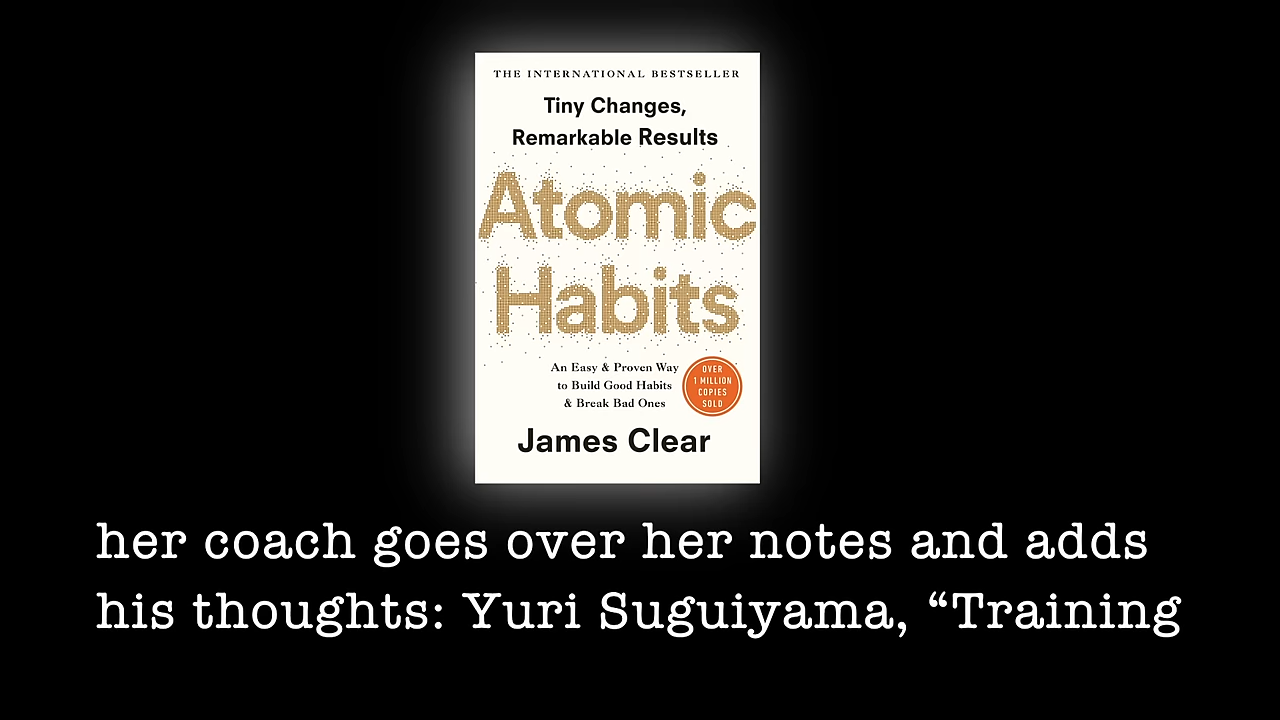 THE INTERNATIONAL BESTSELLER
Tiny Changes,
Remarkable Results
Atomic
Habits
An Easy & Proven Way
to Build Good Habits
& Break Bad Ones
OVER
1 MILLION
COPIES
SOLD
James Clear
her coach goes over her notes and adds
his thoughts: Yuri Suguiyama, “Training